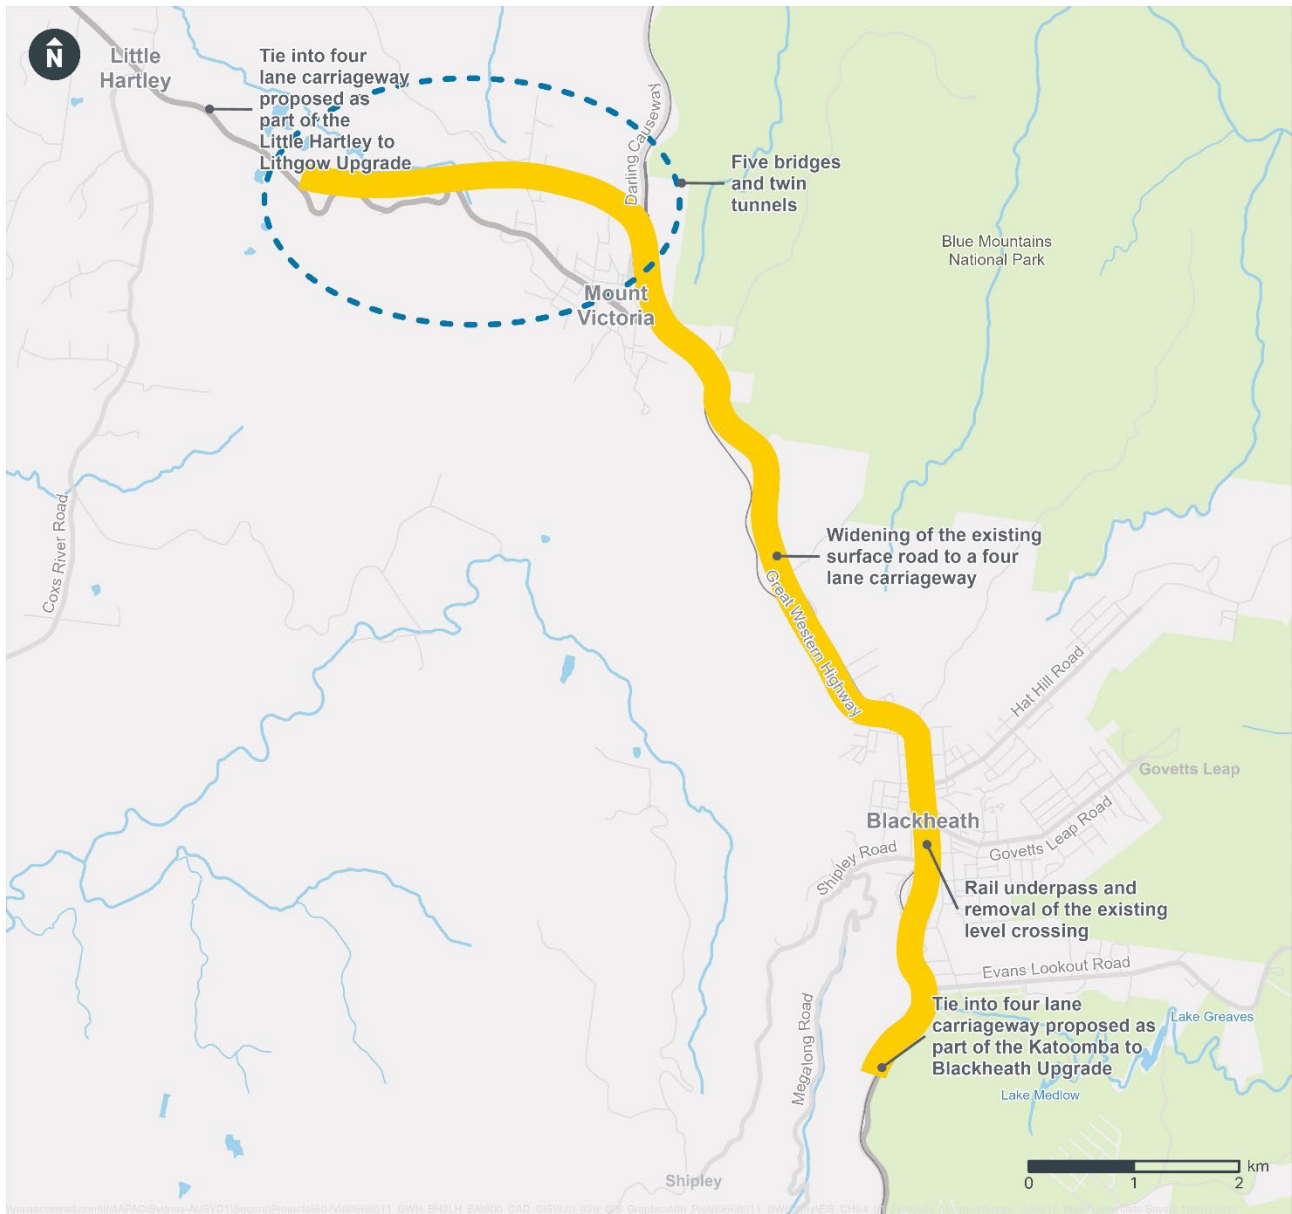 N
Little
Hartley
Tie into four
lane carriageway
proposed as
part of the
Little Hartley to
Lithgow Upgrade
Darling Causeway
Five bridges
and twin
tunnels
Blue Mountains
National Park
Mount
Victoria
Coxs River Road
Widening of the existing
surface road to a four
lane carriageway
Great Western Highway
Hat Hill Road
Govetts Leap
Blackheath
Govetts Leap Road
Shipley Road
Rail underpass and
removal of the existing
level crossing
Evans Lookout Road
Tie into four lane
carriageway proposed as
part of the Katoomba to
Blackheath Upgrade
Lake Greaves
Lake Medlow
Megalong Road
Shipley
km
0 1 2